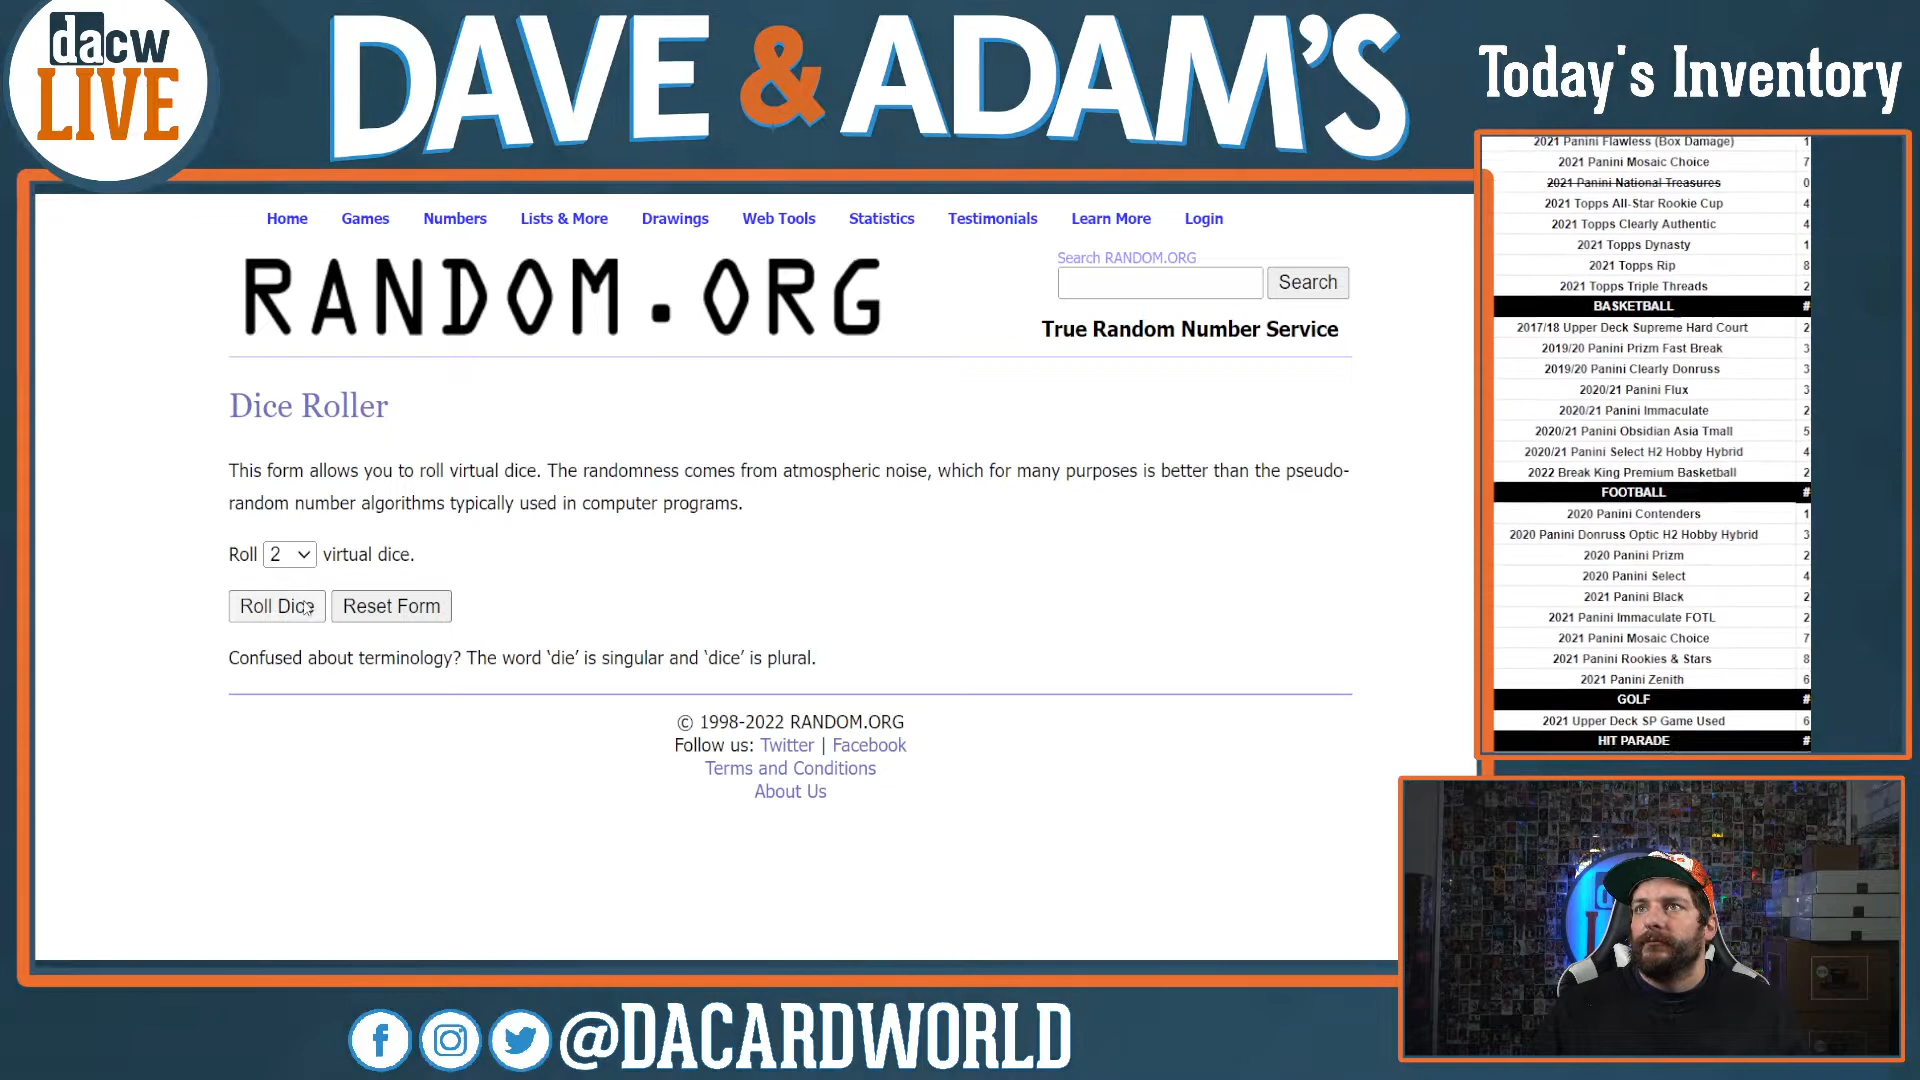 dacw
LIVE
DAVE & ADAM'S
Today's Inventory
Home Games Numbers Lists & More Drawings Web Tools Statistics Testimonials Learn More Login
RANDOM.ORG
Search RANDOM.ORG
Search
True Random Number Service
Dice Roller
This form allows you to roll virtual dice. The randomness comes from atmospheric noise, which for many purposes is better than the pseudo-
random number algorithms typically used in computer programs.
Roll 2 virtual dice.
Roll Dice Reset Form
Confused about terminology? The word ‘die’ is singular and ‘dice’ is plural.
© 1998-2022 RANDOM.ORG
Follow us: Twitter | Facebook
Terms and Conditions
About Us
2021 Panini Flawless (Box Damage) 1
2021 Panini Mosaic Choice 7
2021 Panini National Treasures 0
2021 Topps All-Star Rookie Cup 4
2021 Topps Clearly Authentic 4
2021 Topps Dynasty 1
2021 Topps Rip 8
2021 Topps Triple Threads 2
BASKETBALL #
2017/18 Upper Deck Supreme Hard Court 2
2019/20 Panini Prizm Fast Break 3
2019/20 Panini Clearly Donruss 3
2020/21 Panini Flux 3
2020/21 Panini Immaculate 2
2020/21 Panini Obsidian Asia Tmall 5
2020/21 Panini Select H2 Hobby Hybrid 4
2022 Break King Premium Basketball 2
FOOTBALL #
2020 Panini Contenders 1
2020 Panini Donruss Optic H2 Hobby Hybrid 3
2020 Panini Prizm 2
2020 Panini Select 4
2021 Panini Black 2
2021 Panini Immaculate FOTL 2
2021 Panini Mosaic Choice 7
2021 Panini Rookies & Stars 8
2021 Panini Zenith 6
GOLF #
2021 Upper Deck SP Game Used 6
HIT PARADE #
@DACARDWORLD